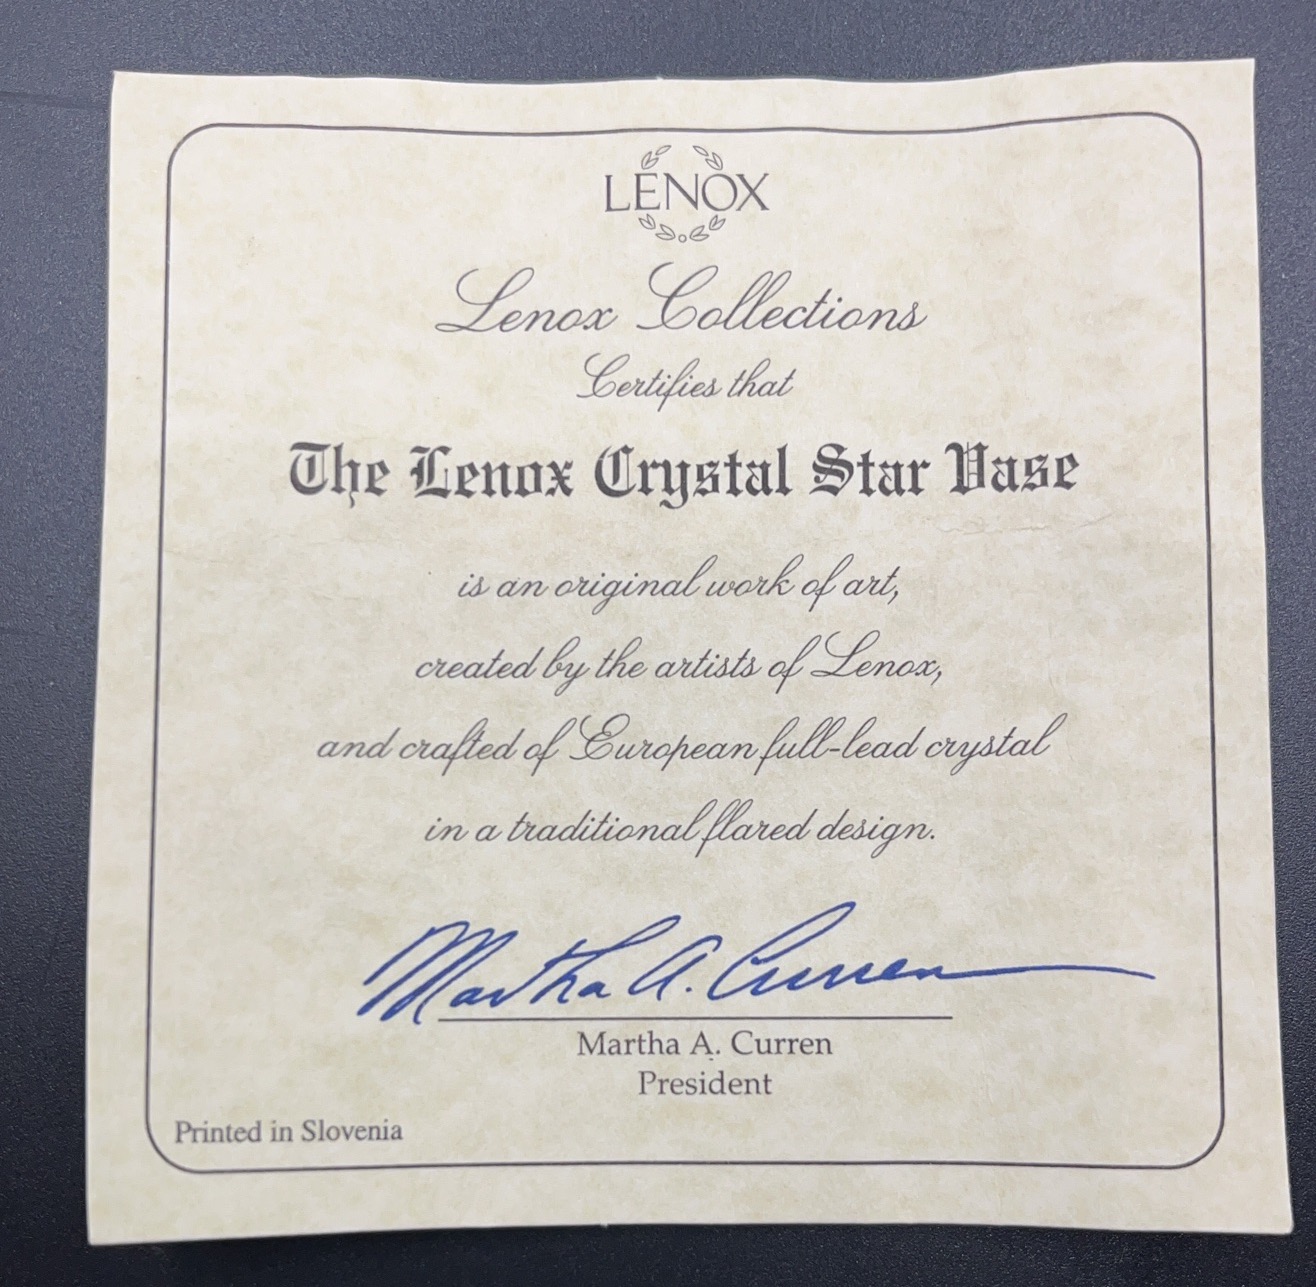 LENOX
Lenox Collections
Certifies that
The Lenox Crystal Star Vase
is an original work of art,
created by the artists of Lenox,
and crafted of European full-lead crystal
in a traditional flared design.
Martha A. Curren
Martha A. Curren
President
Printed in Slovenia